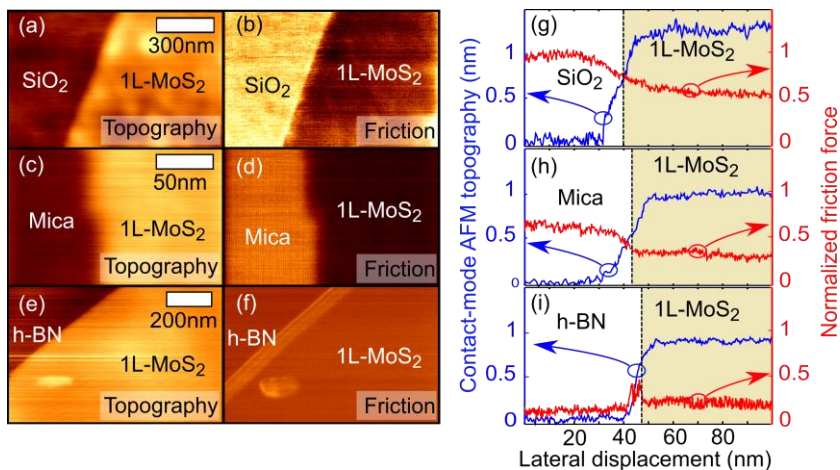 (a)
300nm
SiO₂
1L-MoS₂
Topography
(b)
SiO₂
1L-MoS₂
Friction
(c)
50nm
Mica
1L-MoS₂
Topography
(d)
Mica
1L-MoS₂
Friction
(e)
200nm
h-BN
1L-MoS₂
Topography
(f)
h-BN
1L-MoS₂
Friction
Contact-mode AFM topography (nm)
(g)
1L-MoS₂
SiO₂
1
0.5
0
1
0.5
0
(h)
1L-MoS₂
Mica
1
0.5
0
1
0.5
0
(i)
1L-MoS₂
h-BN
1
0.5
0
1
0.5
0
20 40 60 80
Lateral displacement (nm)
Normalized friction force